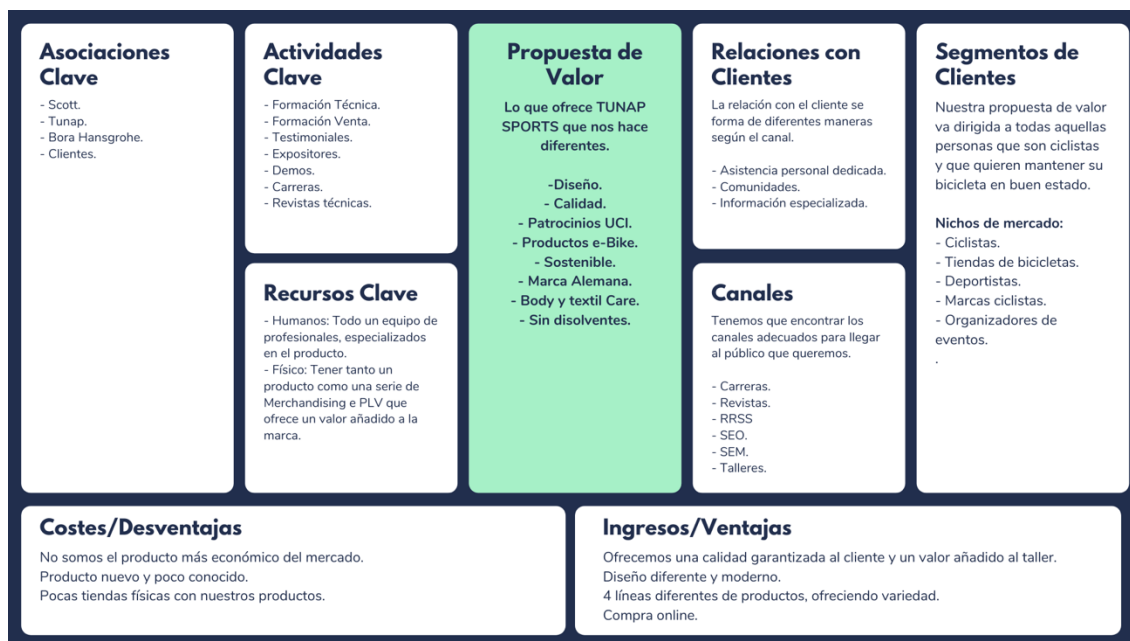 Asociaciones
Clave
- Scott.
- Tunap.
- Bora Hansgrohe.
- Clientes.
Actividades
Clave
- Formación Técnica.
- Formación Venta.
- Testimoniales.
- Expositores.
- Demos.
- Carreras.
- Revistas técnicas.
Recursos Clave
- Humanos: Todo un equipo de
profesionales, especializados
en el producto.
- Físico: Tener tanto un
producto como una serie de
Merchandising e PLV que
ofrece un valor añadido a la
marca.
Propuesta de
Valor
Lo que ofrece TUNAP
SPORTS que nos hace
diferentes.
-Diseño.
- Calidad.
- Patrocinios UCI.
- Productos e-Bike.
- Sostenible.
- Marca Alemana.
- Body y textil Care.
- Sin disolventes.
Relaciones con
Clientes
La relación con el cliente se
forma de diferentes maneras
según el canal.
- Asistencia personal dedicada.
- Comunidades.
- Información especializada.
Canales
Tenemos que encontrar los
canales adecuados para llegar
al público que queremos.
- Carreras.
- Revistas.
- RRSS
- SEO.
- SEM.
- Talleres.
Segmentos de
Clientes
Nuestra propuesta de valor
va dirigida a todas aquellas
personas que son ciclistas
y que quieren mantener su
bicicleta en buen estado.
Nichos de mercado:
- Ciclistas.
- Tiendas de bicicletas.
- Deportistas.
- Marcas ciclistas.
- Organizadores de
eventos.
.
Costes/Desventajas
No somos el producto más económico del mercado.
Producto nuevo y poco conocido.
Pocas tiendas físicas con nuestros productos.
Ingresos/Ventajas
Ofrecemos una calidad garantizada al cliente y un valor añadido al taller.
Diseño diferente y moderno.
4 líneas diferentes de productos, ofreciendo variedad.
Compra online.